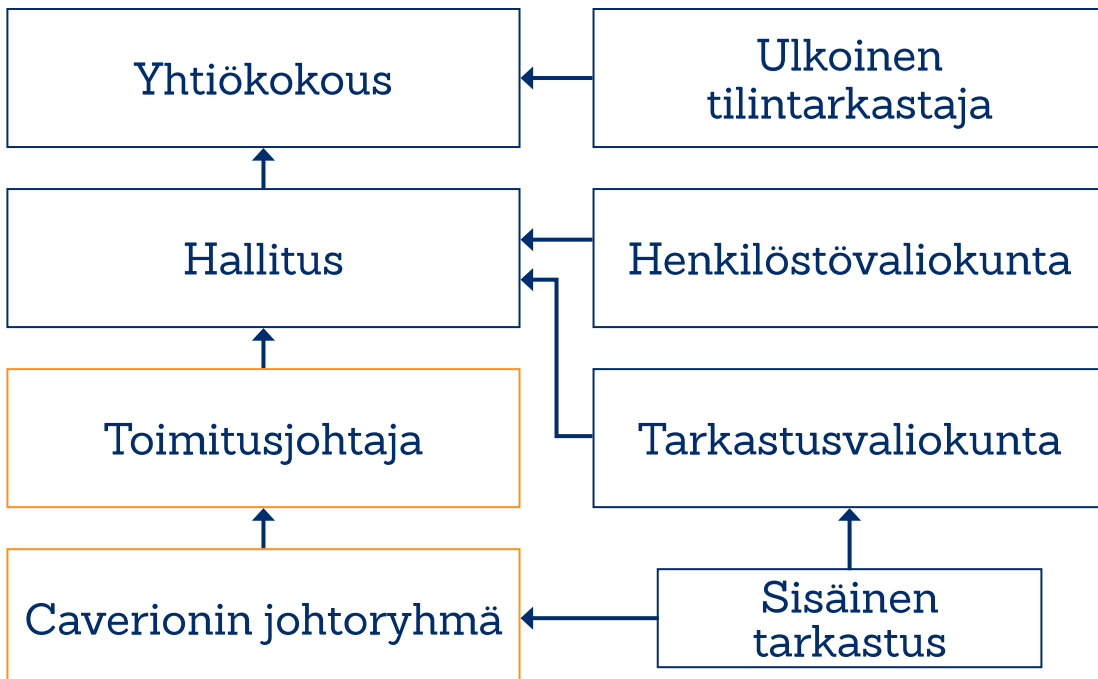 Yhtiökokous
Ulkoinen
tilintarkastaja
Hallitus
Henkilöstövaliokunta
Toimitusjohtaja
Tarkastusvaliokunta
Caverionin johtoryhmä
Sisäinen
tarkastus